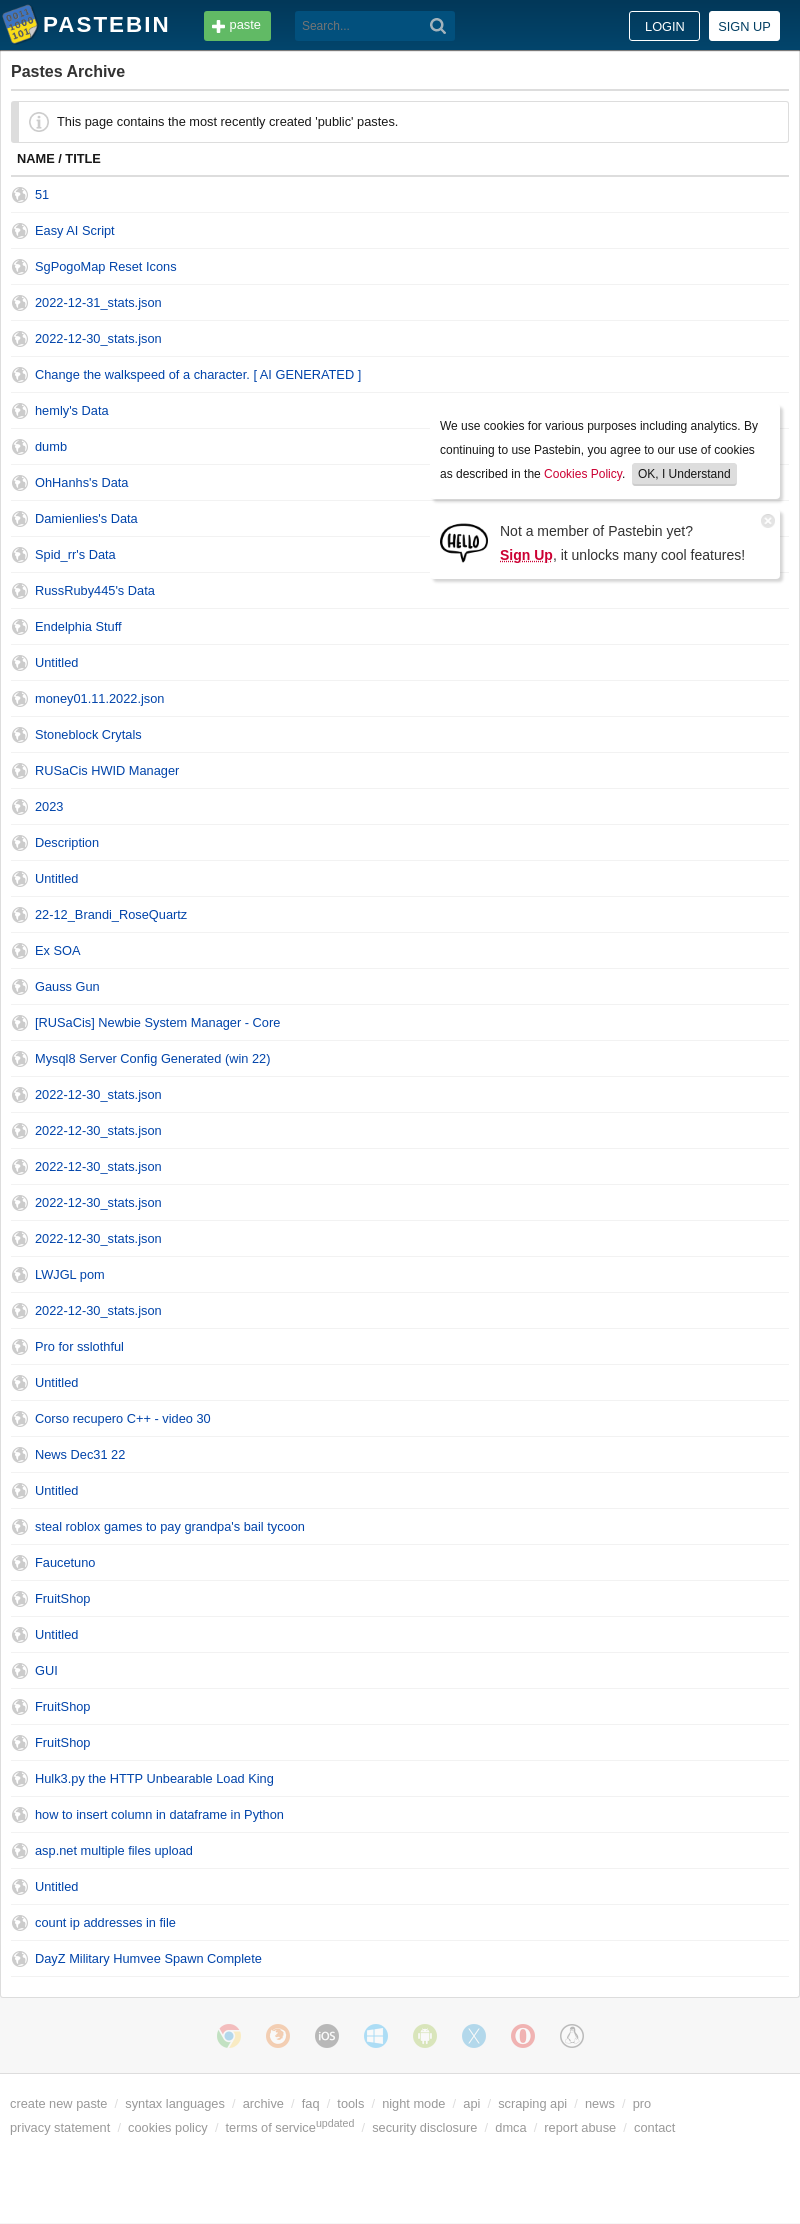 PASTEBIN
paste
Search...
LOGIN
SIGN UP
Pastes Archive
This page contains the most recently created 'public' pastes.
NAME / TITLE
51
Easy AI Script
SgPogoMap Reset Icons
2022-12-31_stats.json
2022-12-30_stats.json
Change the walkspeed of a character. [ AI GENERATED ]
hemly's Data
dumb
OhHanhs's Data
Damienlies's Data
Spid_rr's Data
RussRuby445's Data
We use cookies for various purposes including analytics. By
continuing to use Pastebin, you agree to our use of cookies
as described in the Cookies Policy. OK, I Understand
HELLO
Not a member of Pastebin yet?
Sign Up, it unlocks many cool features!
Endelphia Stuff
Untitled
money01.11.2022.json
Stoneblock Crytals
RUSaCis HWID Manager
2023
Description
Untitled
22-12_Brandi_RoseQuartz
Ex SOA
Gauss Gun
[RUSaCis] Newbie System Manager - Core
Mysql8 Server Config Generated (win 22)
2022-12-30_stats.json
2022-12-30_stats.json
2022-12-30_stats.json
2022-12-30_stats.json
2022-12-30_stats.json
LWJGL pom
2022-12-30_stats.json
Pro for sslothful
Untitled
Corso recupero C++ - video 30
News Dec31 22
Untitled
steal roblox games to pay grandpa's bail tycoon
Faucetuno
FruitShop
Untitled
GUI
FruitShop
FruitShop
Hulk3.py the HTTP Unbearable Load King
how to insert column in dataframe in Python
asp.net multiple files upload
Untitled
count ip addresses in file
DayZ Military Humvee Spawn Complete
iOS
create new paste / syntax languages / archive / faq / tools / night mode / api / scraping api / news / pro
privacy statement / cookies policy / terms of service updated / security disclosure / dmca / report abuse / contact